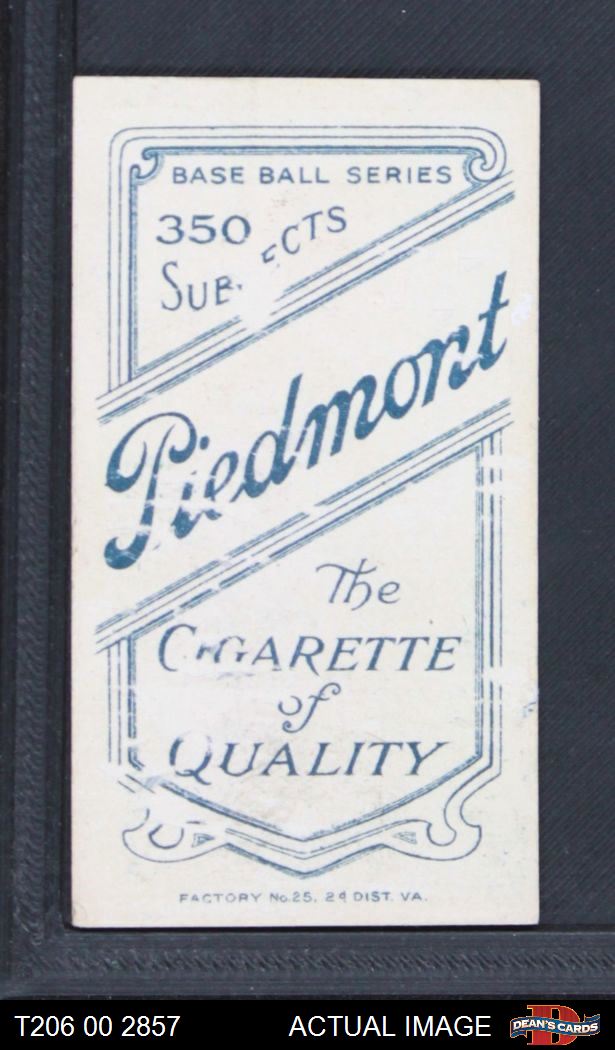 BASE BALL SERIES
350
SUB ECTS
Piedmont
The
CIGARETTE
of
QUALITY
FACTORY No. 25, 2d DIST. VA.
T206 00 2857
ACTUAL IMAGE
D
DEAN'S CARDS